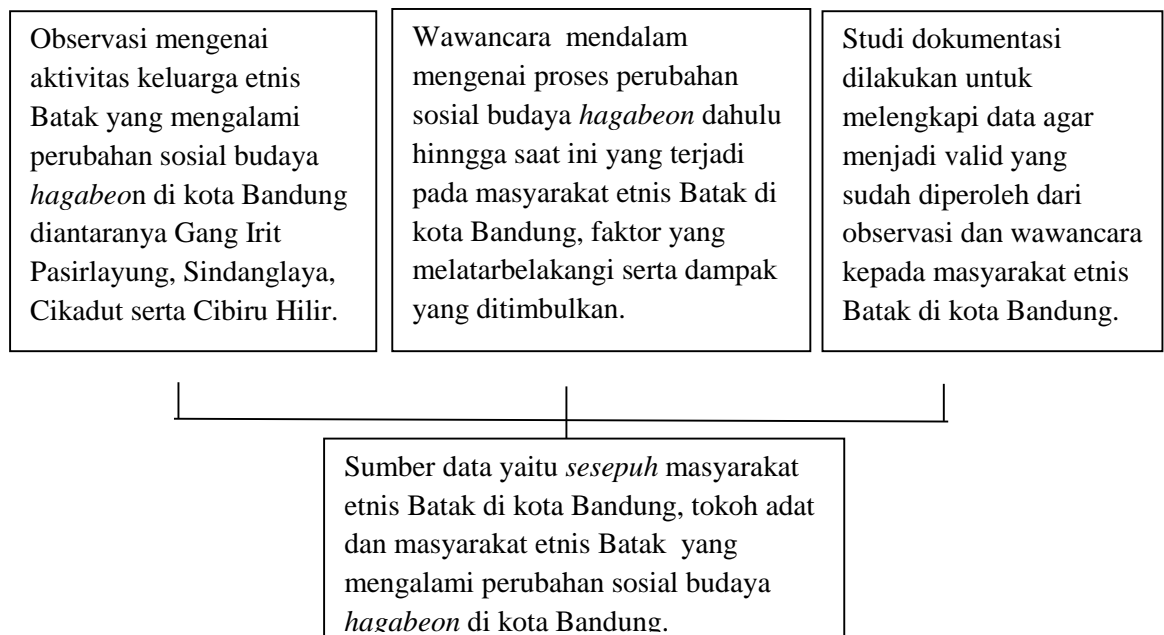 Observasi mengenai
aktivitas keluarga etnis
Batak yang mengalami
perubahan sosial budaya
hagabeon di kota Bandung
diantaranya Gang Irit
Pasirlayung, Sindanglaya,
Cikadut serta Cibiru Hilir.
Wawancara mendalam
mengenai proses perubahan
sosial budaya hagabeon dahulu
hinngga saat ini yang terjadi
pada masyarakat etnis Batak di
kota Bandung, faktor yang
melatarbelakangi serta dampak
yang ditimbulkan.
Studi dokumentasi
dilakukan untuk
melengkapi data agar
menjadi valid yang
sudah diperoleh dari
observasi dan wawancara
kepada masyarakat etnis
Batak di kota Bandung.
Sumber data yaitu sesepuh masyarakat
etnis Batak di kota Bandung, tokoh adat
dan masyarakat etnis Batak yang
mengalami perubahan sosial budaya
hagabeon di kota Bandung.